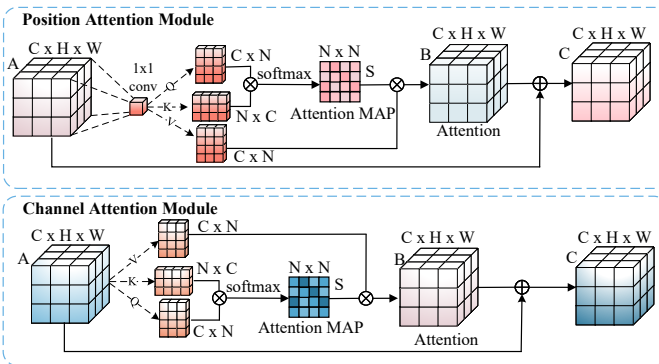 Position Attention Module
C x H x W
A
1x1
conv
Q
K
V
C x N
N x C
C x N
softmax
N x N
S
Attention MAP
B
C x H x W
Attention
C
C x H x W
Channel Attention Module
C x H x W
A
V
K
Q
C x N
N x C
C x N
softmax
N x N
S
Attention MAP
B
C x H x W
Attention
C
C x H x W